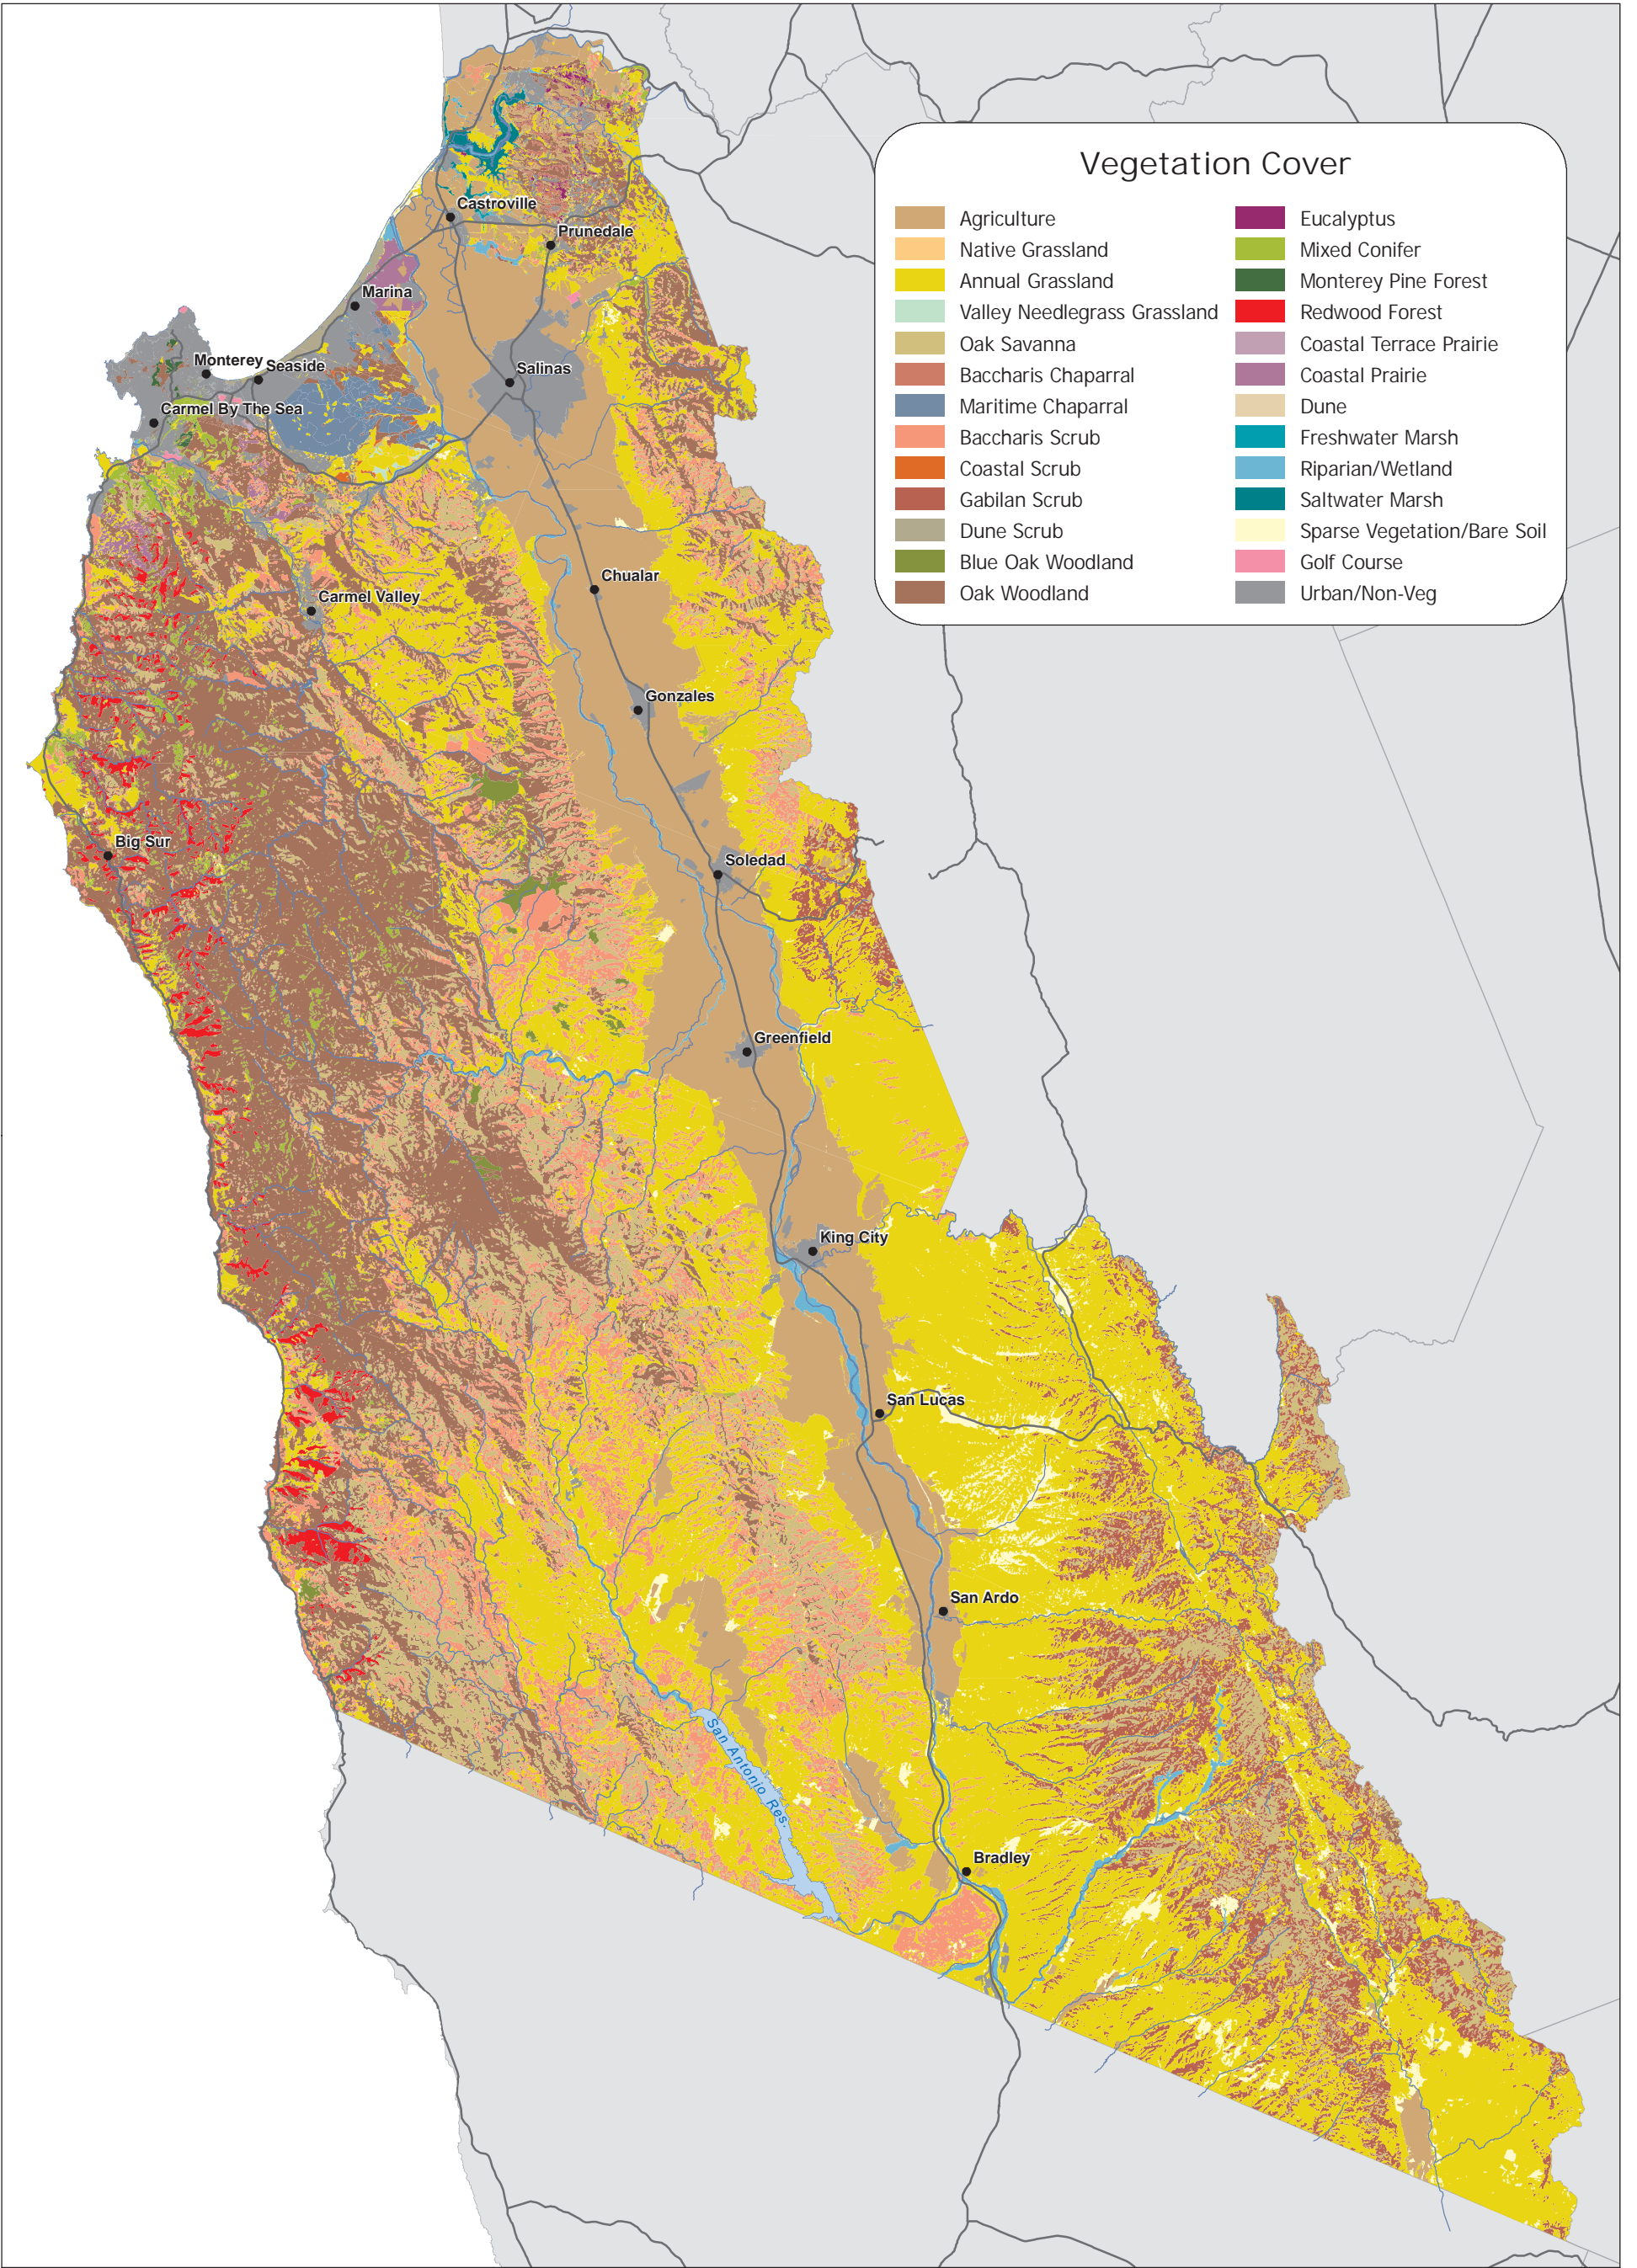 Vegetation Cover
Agriculture
Native Grassland
Annual Grassland
Valley Needlegrass Grassland
Oak Savanna
Baccharis Chaparral
Maritime Chaparral
Baccharis Scrub
Coastal Scrub
Gabilan Scrub
Dune Scrub
Blue Oak Woodland
Oak Woodland
Eucalyptus
Mixed Conifer
Monterey Pine Forest
Redwood Forest
Coastal Terrace Prairie
Coastal Prairie
Dune
Freshwater Marsh
Riparian/Wetland
Saltwater Marsh
Sparse Vegetation/Bare Soil
Golf Course
Urban/Non-Veg
Castroville
Prunedale
Marina
Monterey
Seaside
Salinas
Carmel By The Sea
Chualar
Carmel Valley
Gonzales
Big Sur
Soledad
Greenfield
King City
San Lucas
San Ardo
San Antonio Res.
Bradley